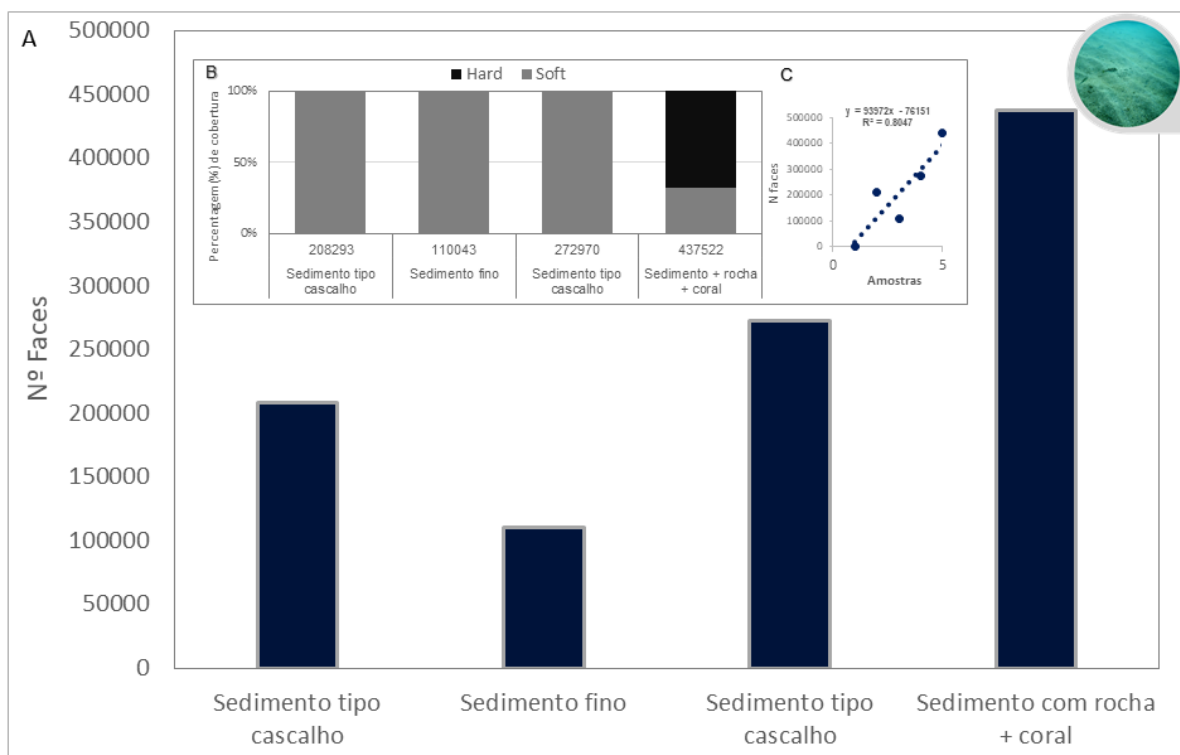 A
500000
450000
400000
350000
300000
250000
200000
150000
100000
50000
0
Nº Faces
Sedimento tipo
cascalho
Sedimento fino
Sedimento tipo
cascalho
Sedimento com rocha
+ coral
B
Hard Soft
Percentagem (%) de cobertura
100%
50%
0%
208293 110043 272970 437522
Sedimento tipo
cascalho
Sedimento fino
Sedimento tipo
cascalho
Sedimento + rocha
+ coral
C
y = 93972x - 76151
R² = 0.8047
N faces
500000
400000
300000
200000
100000
0
0 5
Amostras